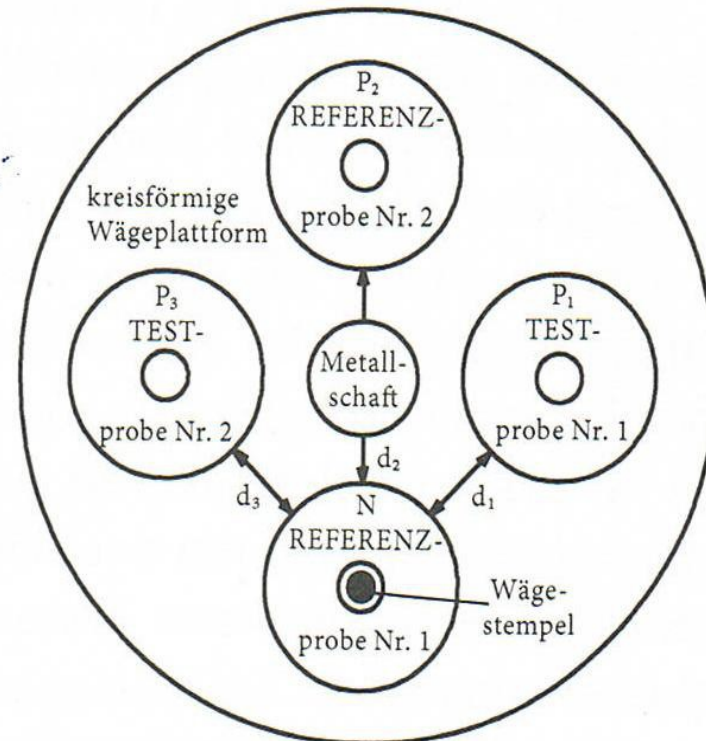 P₂
REFERENZ-
probe Nr. 2
kreisförmige
Wägeplattform
P₃
TEST-
probe Nr. 2
Metall-
schaft
P₁
TEST-
probe Nr. 1
d₃
d₂
d₁
N
REFERENZ-
probe Nr. 1
Wäge-
stempel